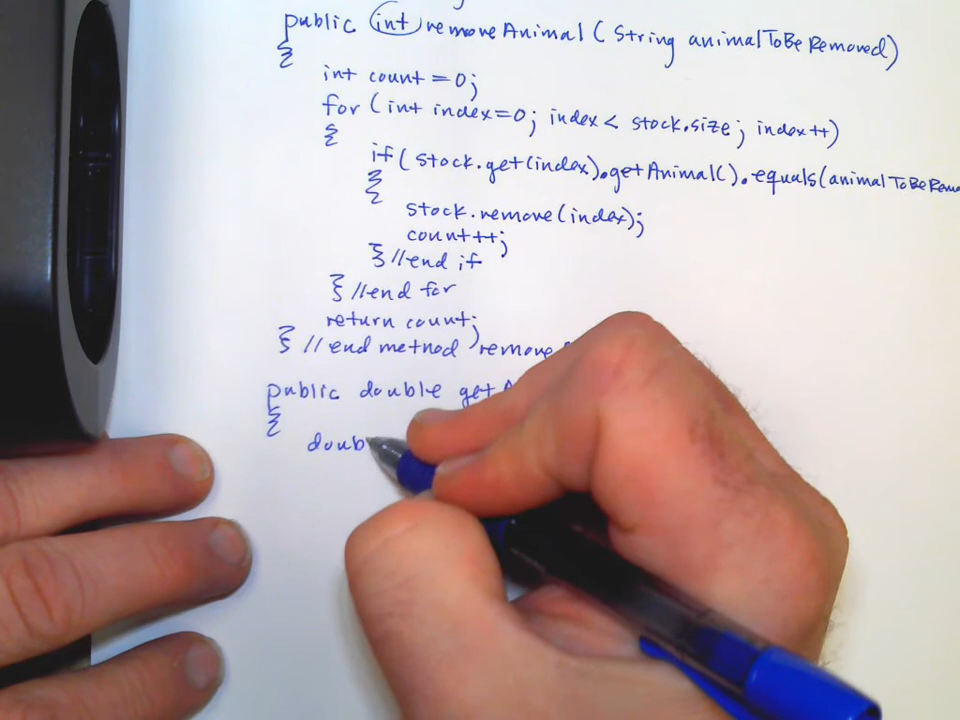 public int removeAnimal (String animalToBeRemoved)
{
int count = 0;
for (int index=0; index < stock.size; index++)
{
if( stock.get(index).getAnimal().equals(animalToBeRemo
{
stock.remove(index);
count++;
} //end if
} //end for
return count;
} //end method remove
public double get
{
doub